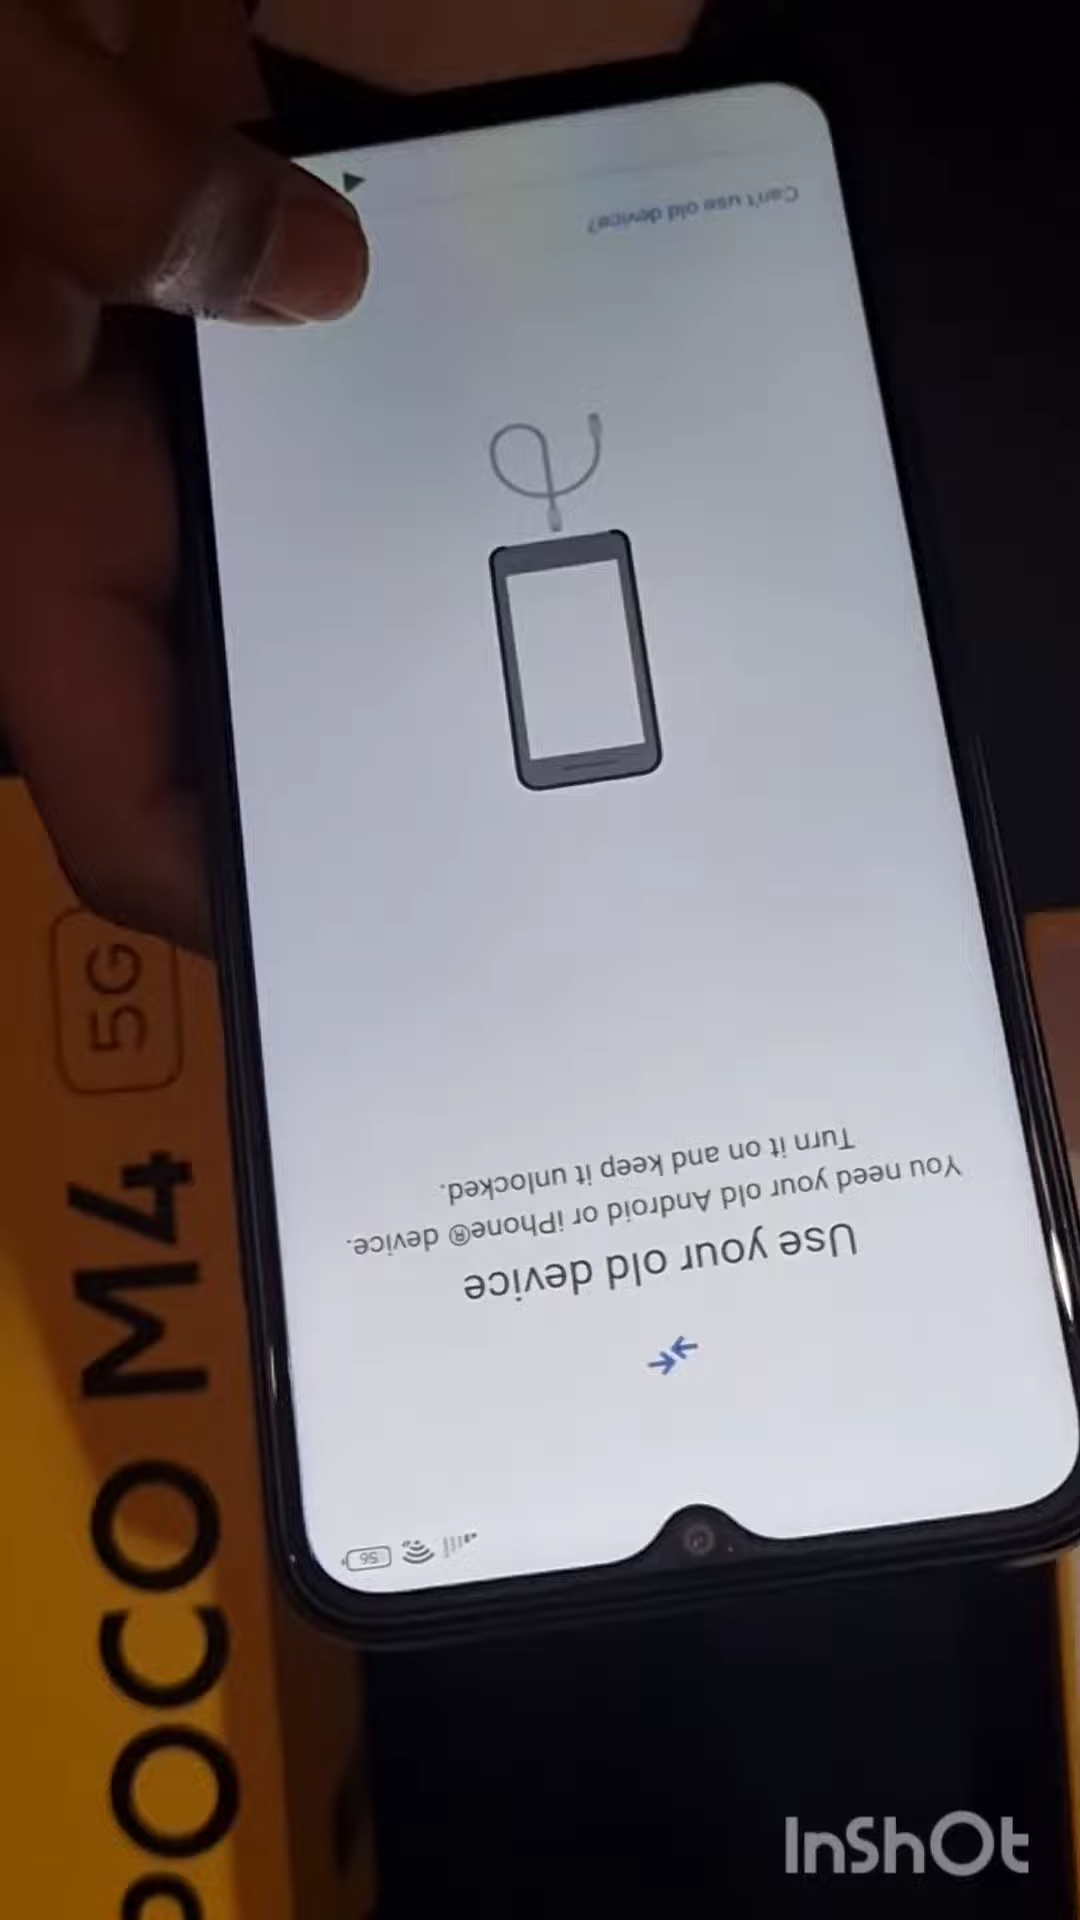 56
Use your old device
You need your old Android or iPhone® device.
Turn it on and keep it unlocked.
Can't use old device?
POCO M4 5G
InShOt